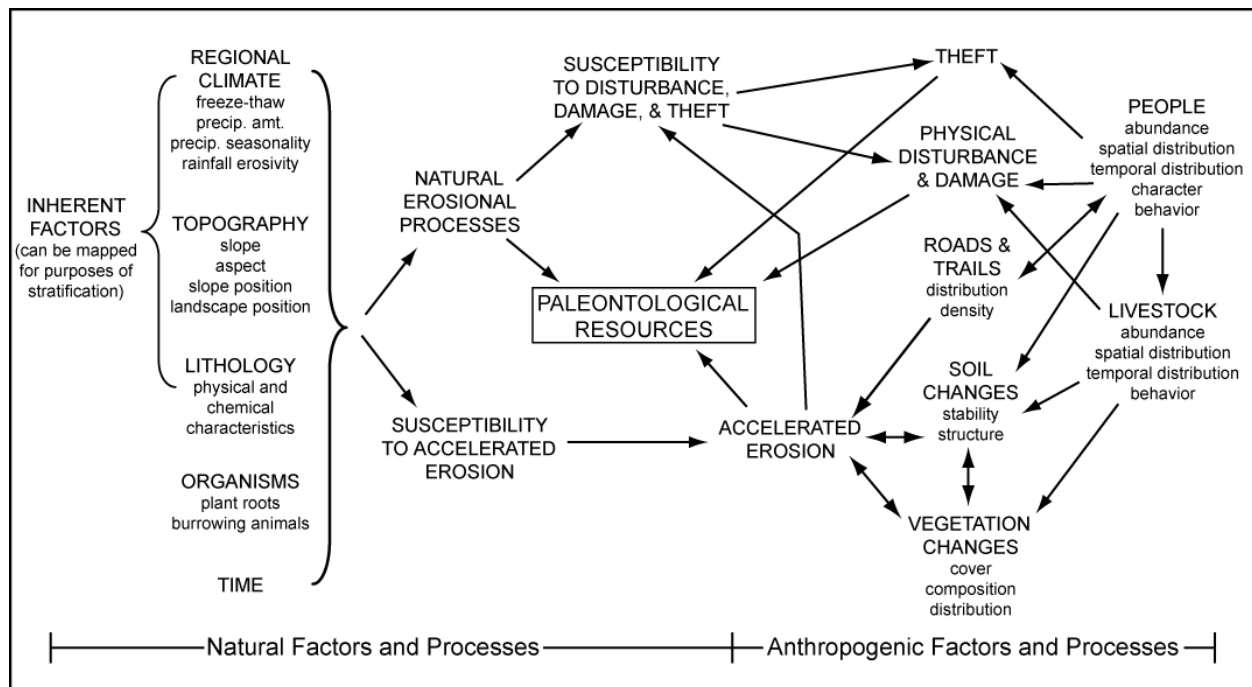 INHERENT
FACTORS
(can be mapped
for purposes of
stratification)
REGIONAL
CLIMATE
freeze-thaw
precip. amt.
precip. seasonality
rainfall erosivity
TOPOGRAPHY
slope
aspect
slope position
landscape position
LITHOLOGY
physical and
chemical
characteristics
ORGANISMS
plant roots
burrowing animals
TIME
NATURAL
EROSIONAL
PROCESSES
SUSCEPTIBILITY
TO ACCELERATED
EROSION
SUSCEPTIBILITY
TO DISTURBANCE,
DAMAGE, & THEFT
PALEONTOLOGICAL
RESOURCES
ACCELERATED
EROSION
THEFT
PHYSICAL
DISTURBANCE
& DAMAGE
ROADS &
TRAILS
distribution
density
SOIL
CHANGES
stability
structure
VEGETATION
CHANGES
cover
composition
distribution
PEOPLE
abundance
spatial distribution
temporal distribution
character
behavior
LIVESTOCK
abundance
spatial distribution
temporal distribution
behavior
Natural Factors and Processes
Anthropogenic Factors and Processes